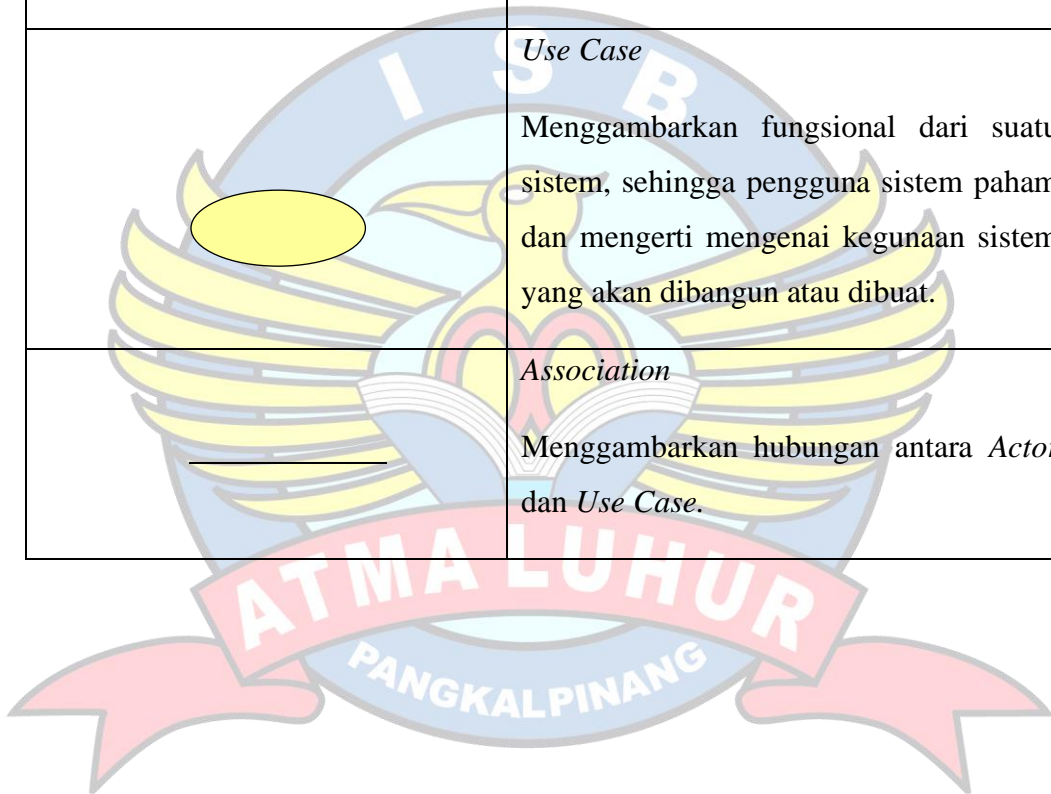 I S B
Use Case
Menggambarkan fungsional dari suatu
sistem, sehingga pengguna sistem paham
dan mengerti mengenai kegunaan sistem
yang akan dibangun atau dibuat.
Association
Menggambarkan hubungan antara Actor
dan Use Case.
ATMA LUHUR
PANGKALPINANG